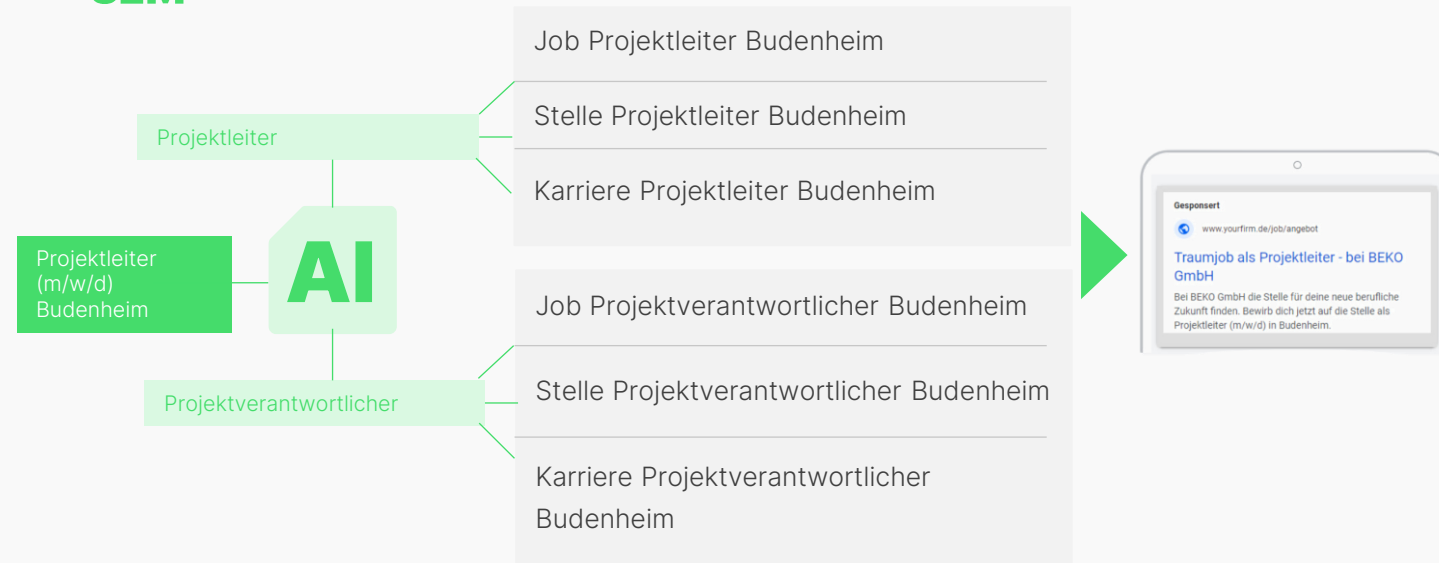 SEM
Projektleiter
(m/w/d)
Budenheim
AI
Projektleiter
Projektverantwortlicher
Job Projektleiter Budenheim
Stelle Projektleiter Budenheim
Karriere Projektleiter Budenheim
Job Projektverantwortlicher Budenheim
Stelle Projektverantwortlicher Budenheim
Karriere Projektverantwortlicher
Budenheim
Gesponsert
www.yourfirm.de/job/angebot
Traumjob als Projektleiter - bei BEKO
GmbH
Bei BEKO GmbH die Stelle für deine neue berufliche
Zukunft finden. Bewirb dich jetzt auf die Stelle als
Projektleiter (m/w/d) in Budenheim.